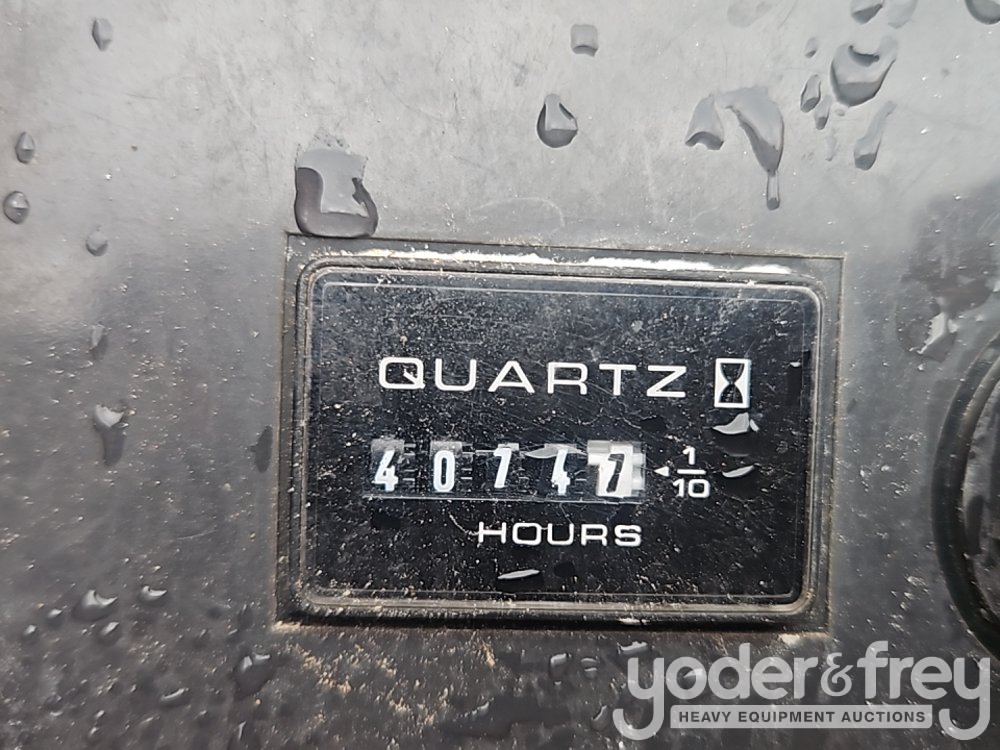 QUARTZ
40747 1/10
HOURS
yoder&frey
HEAVY EQUIPMENT AUCTIONS